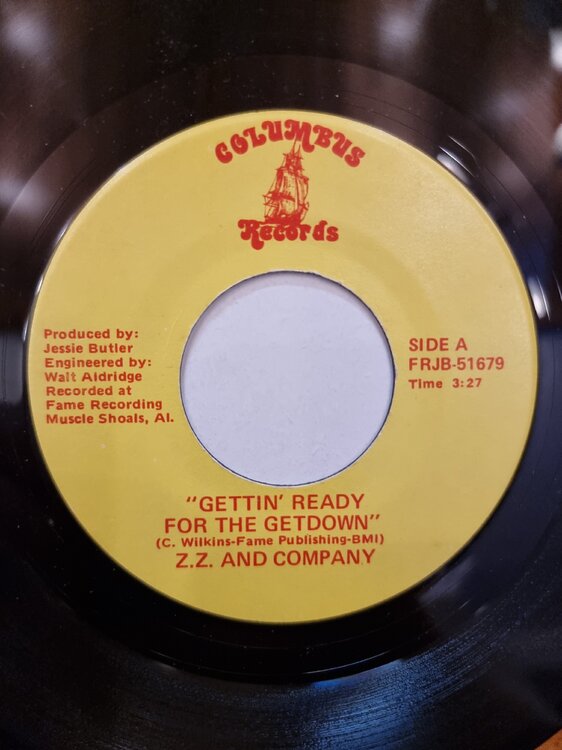 COLUMBUS
Records
Produced by:
Jessie Butler
Engineered by:
Walt Aldridge
Recorded at
Fame Recording
Muscle Shoals, Al.
SIDE A
FRJB-51679
Time 3:27
"GETTIN' READY
FOR THE GETDOWN"
(C. Wilkins-Fame Publishing-BMI)
Z.Z. AND COMPANY